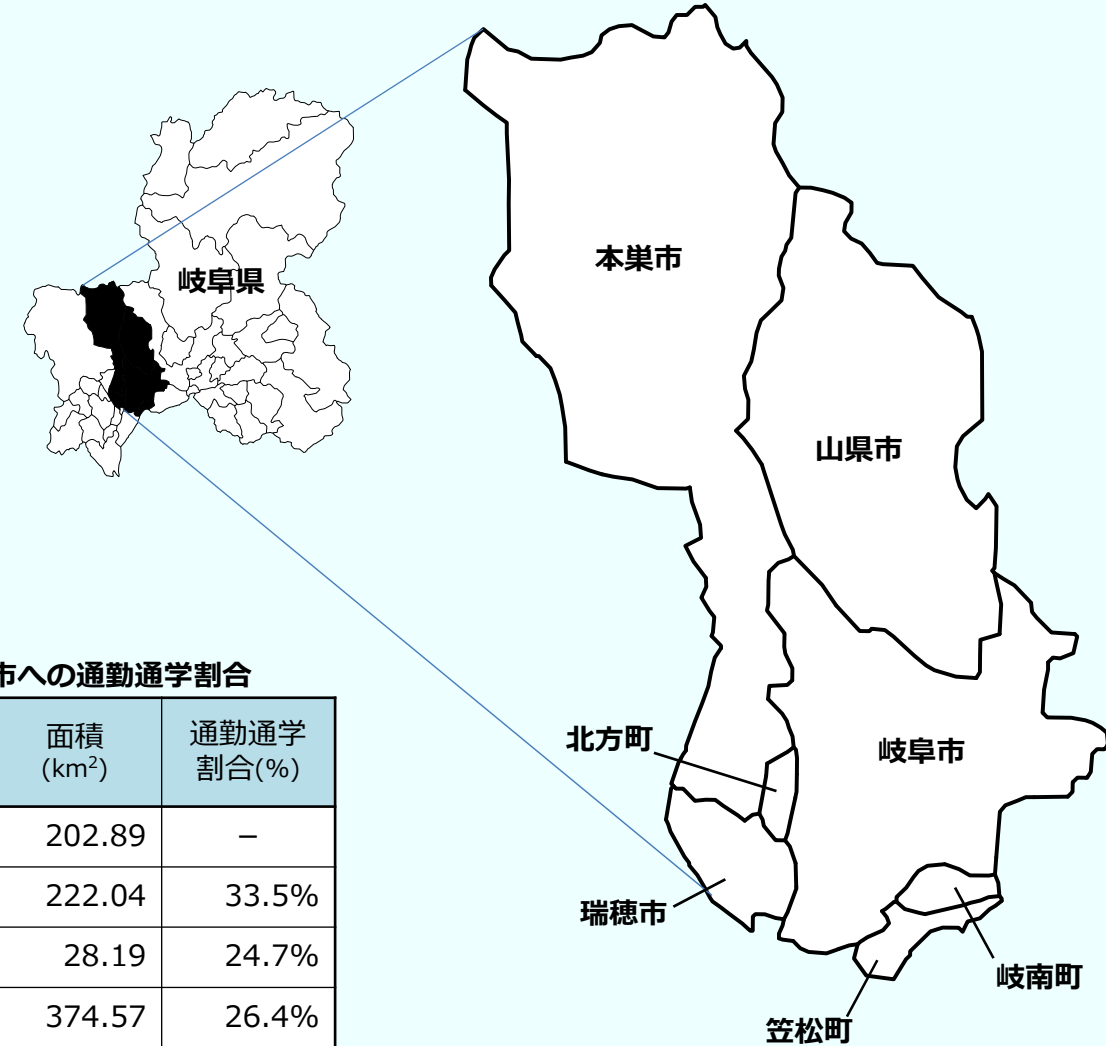 岐阜県
本巣市
山県市
北方町
岐阜市
瑞穂市
岐南町
笠松町
市への通勤通学割合
面積
(km²)
通勤通学
割合(%)
202.89 –
222.04 33.5%
28.19 24.7%
374.57 26.4%